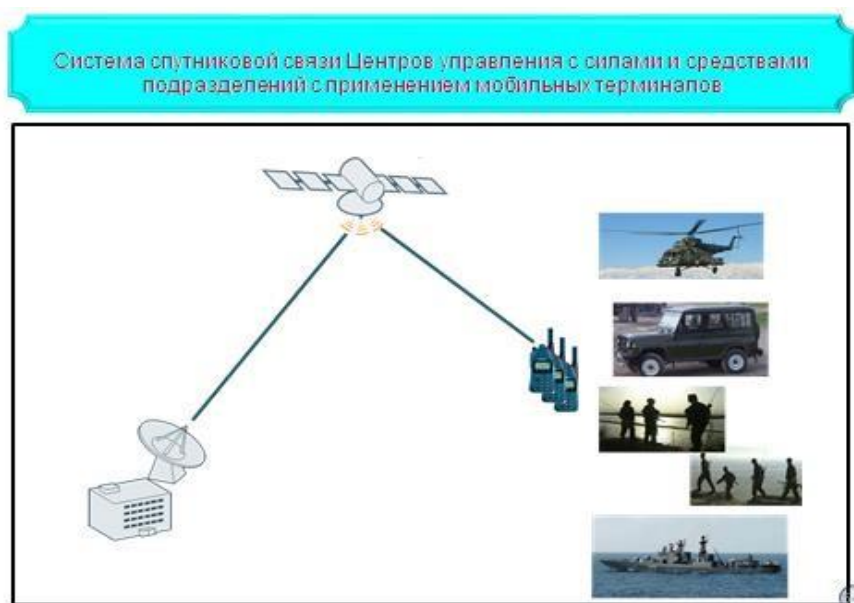 Система спутниковой связи Центров управления с силами и средствами
подразделений с применением мобильных терминалов